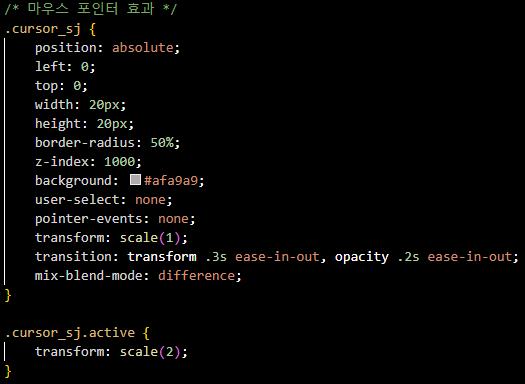 /* 마우스 포인터 효과 */
.cursor_sj {
    position: absolute;
    left: 0;
    top: 0;
    width: 20px;
    height: 20px;
    border-radius: 50%;
    z-index: 1000;
    background: #afa9a9;
    user-select: none;
    pointer-events: none;
    transform: scale(1);
    transition: transform .3s ease-in-out, opacity .2s ease-in-out;
    mix-blend-mode: difference;
}

.cursor_sj.active {
    transform: scale(2);
}